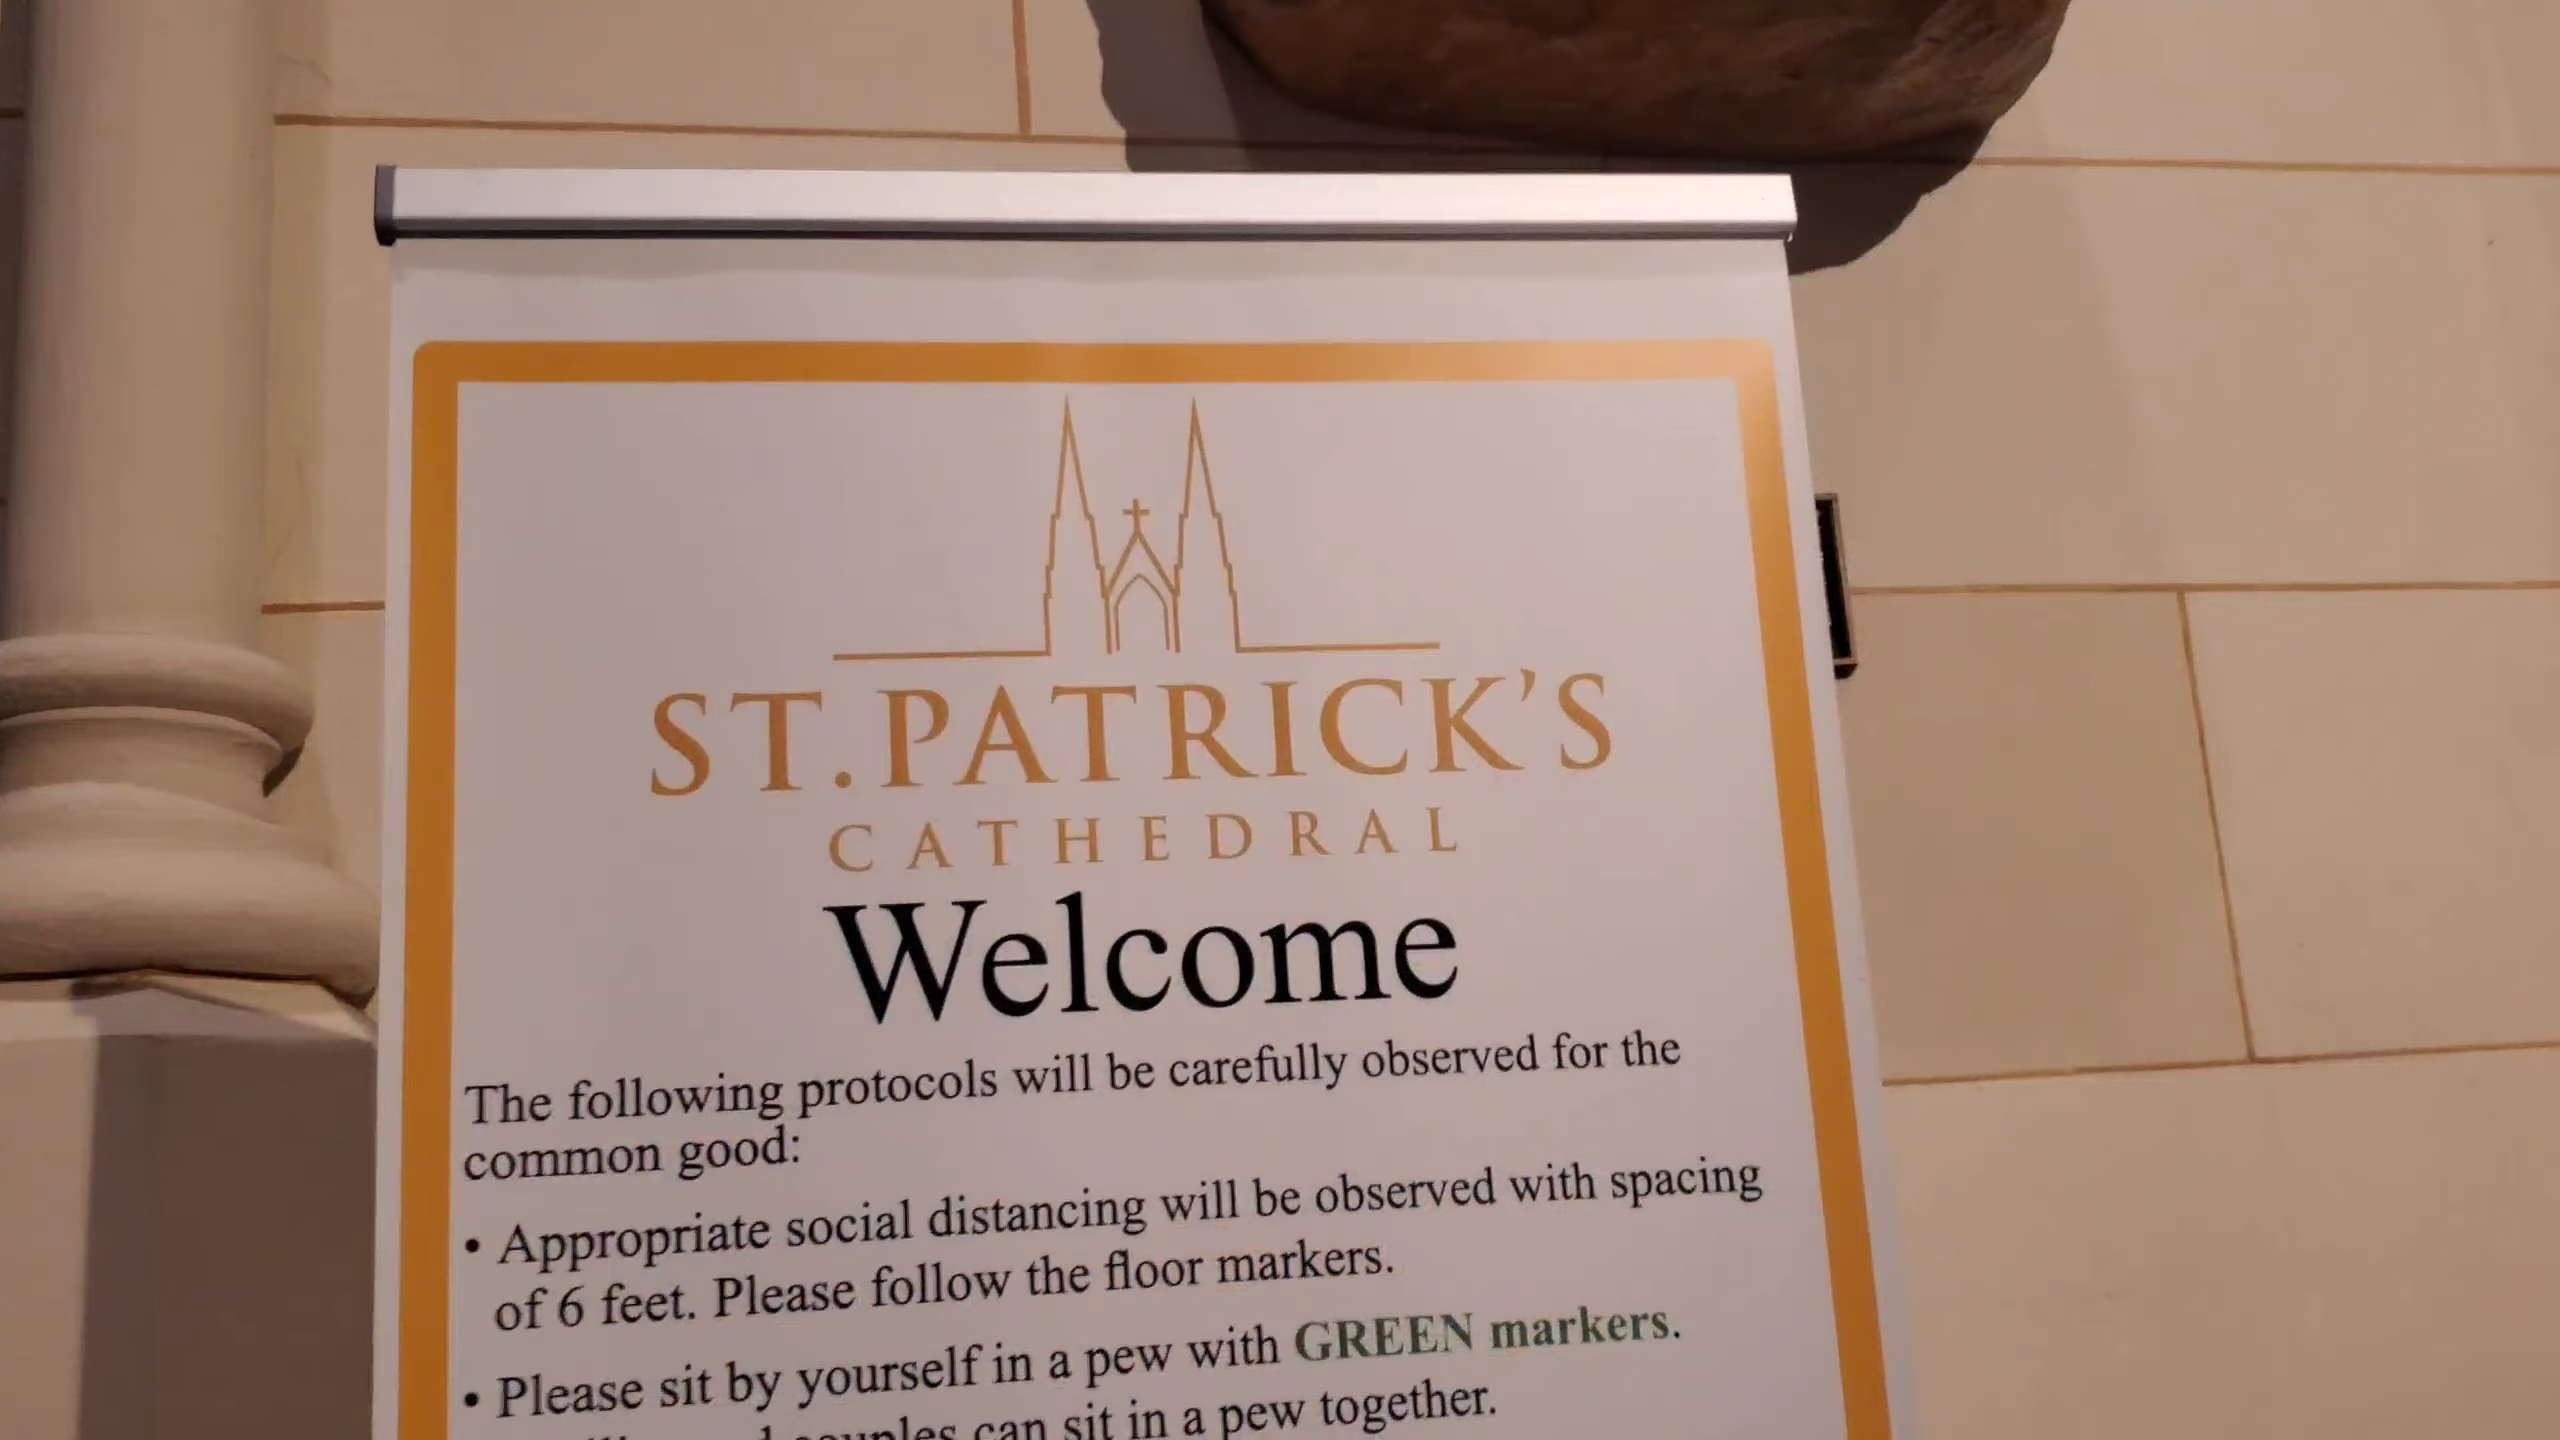 ST. PATRICK'S
CATHEDRAL
Welcome
The following protocols will be carefully observed for the
common good:
• Appropriate social distancing will be observed with spacing
of 6 feet. Please follow the floor markers.
• Please sit by yourself in a pew with GREEN markers.
couples can sit in a pew together.